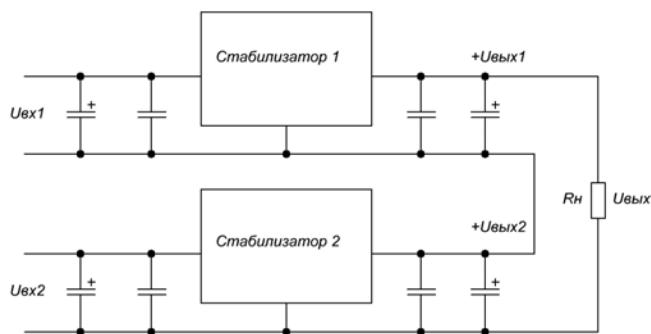 Стабилизатор 1
+Uвых1
+
+
Uвх1
Rн
Uвых
Стабилизатор 2
+Uвых2
+
+
Uвх2